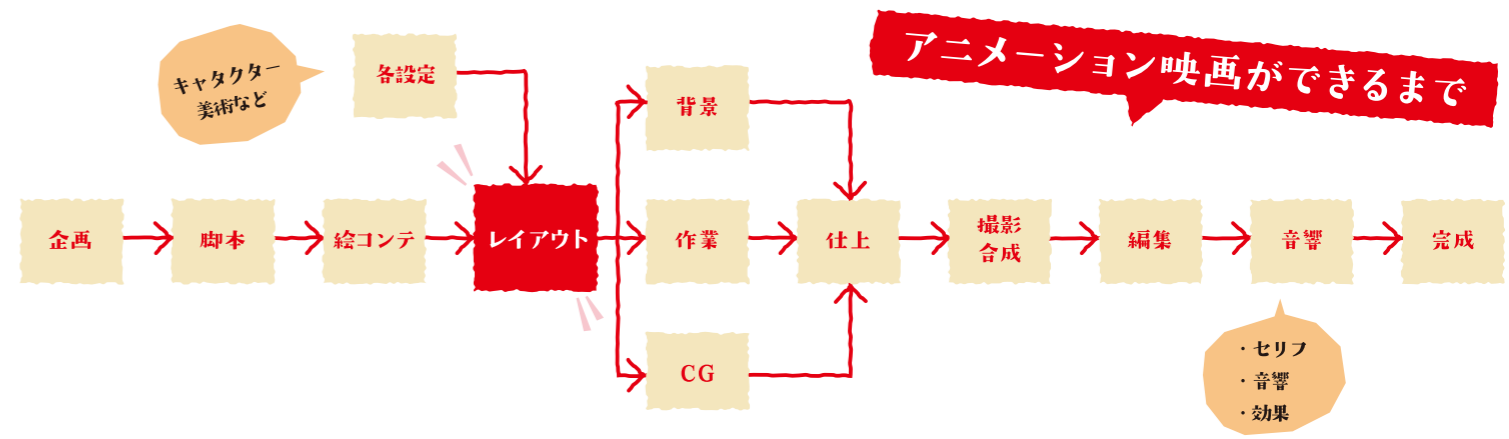 アニメーション映画ができるまで
キャタクター
美術など
各設定
企画
脚本
絵コンテ
レイアウト
背景
作業
CG
仕上
撮影
合成
編集
音響
完成
・セリフ
・音響
・効果